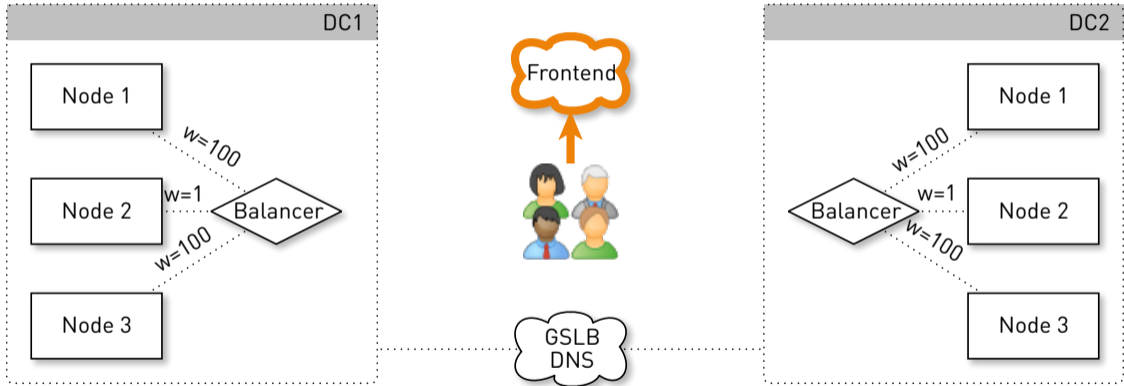 DC1
Node 1
w=100
Node 2
w=1
Balancer
w=100
Node 3
Frontend
GSLB
DNS
DC2
Node 1
w=100
Balancer
w=1
Node 2
w=100
Node 3